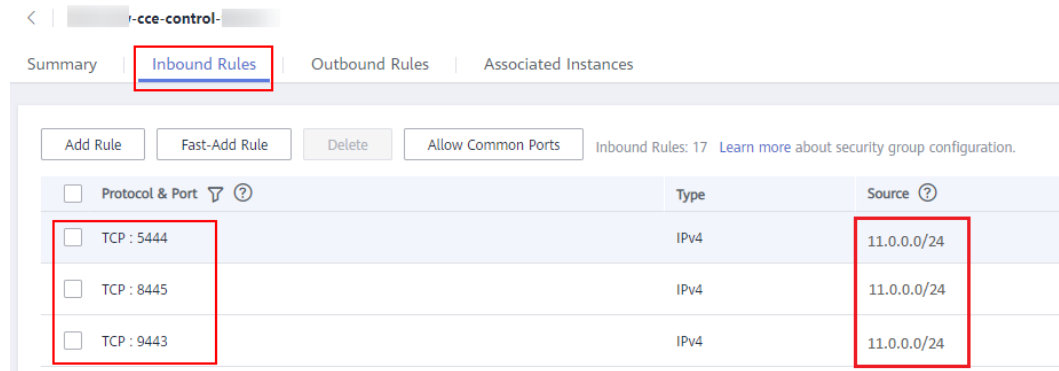 -cce-control-
Summary Inbound Rules Outbound Rules Associated Instances
Add Rule Fast-Add Rule Delete Allow Common Ports Inbound Rules: 17 Learn more about security group configuration.
Protocol & Port Type Source
TCP : 5444 IPv4 11.0.0.0/24
TCP : 8445 IPv4 11.0.0.0/24
TCP : 9443 IPv4 11.0.0.0/24